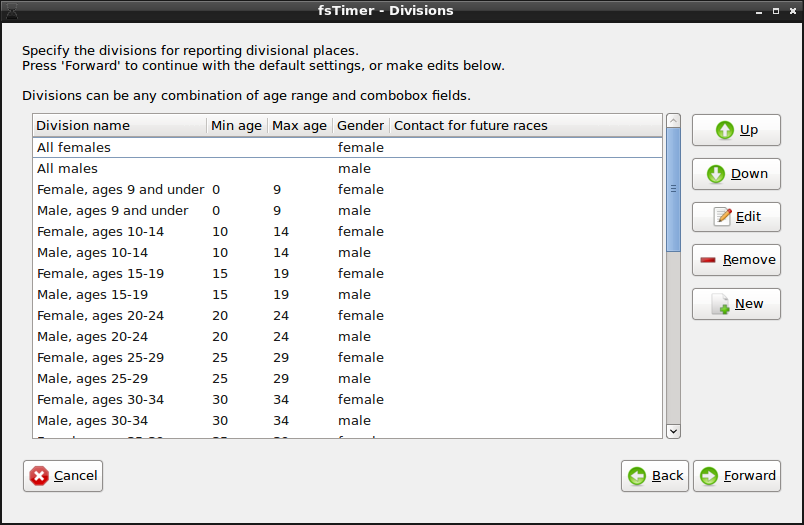 fsTimer - Divisions
Specify the divisions for reporting divisional places.
Press 'Forward' to continue with the default settings, or make edits below.
Divisions can be any combination of age range and combobox fields.
Division name Min age Max age Gender Contact for future races
All females female
All males male
Female, ages 9 and under 0 9 female
Male, ages 9 and under 0 9 male
Female, ages 10-14 10 14 female
Male, ages 10-14 10 14 male
Female, ages 15-19 15 19 female
Male, ages 15-19 15 19 male
Female, ages 20-24 20 24 female
Male, ages 20-24 20 24 male
Female, ages 25-29 25 29 female
Male, ages 25-29 25 29 male
Female, ages 30-34 30 34 female
Male, ages 30-34 30 34 male
Up
Down
Edit
Remove
New
Cancel
Back
Forward